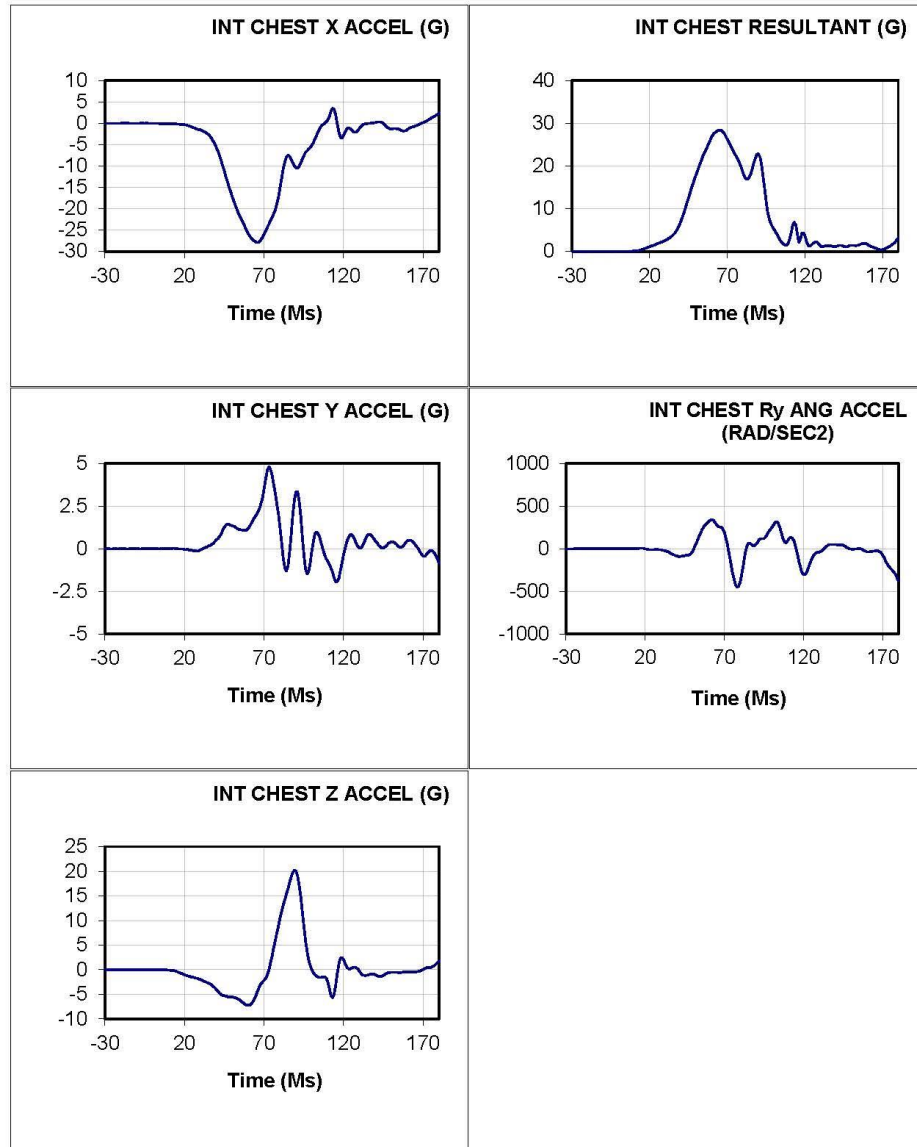 INT CHEST X ACCEL (G)
10
5
0
-5
-10
-15
-20
-25
-30
-30 20 70 120 170
Time (Ms)
INT CHEST RESULTANT (G)
40
30
20
10
0
-30 20 70 120 170
Time (Ms)
INT CHEST Y ACCEL (G)
5
2.5
0
-2.5
-5
-30 20 70 120 170
Time (Ms)
INT CHEST Ry ANG ACCEL
(RAD/SEC2)
1000
500
0
-500
-1000
-30 20 70 120 170
Time (Ms)
INT CHEST Z ACCEL (G)
25
20
15
10
5
0
-5
-10
-30 20 70 120 170
Time (Ms)